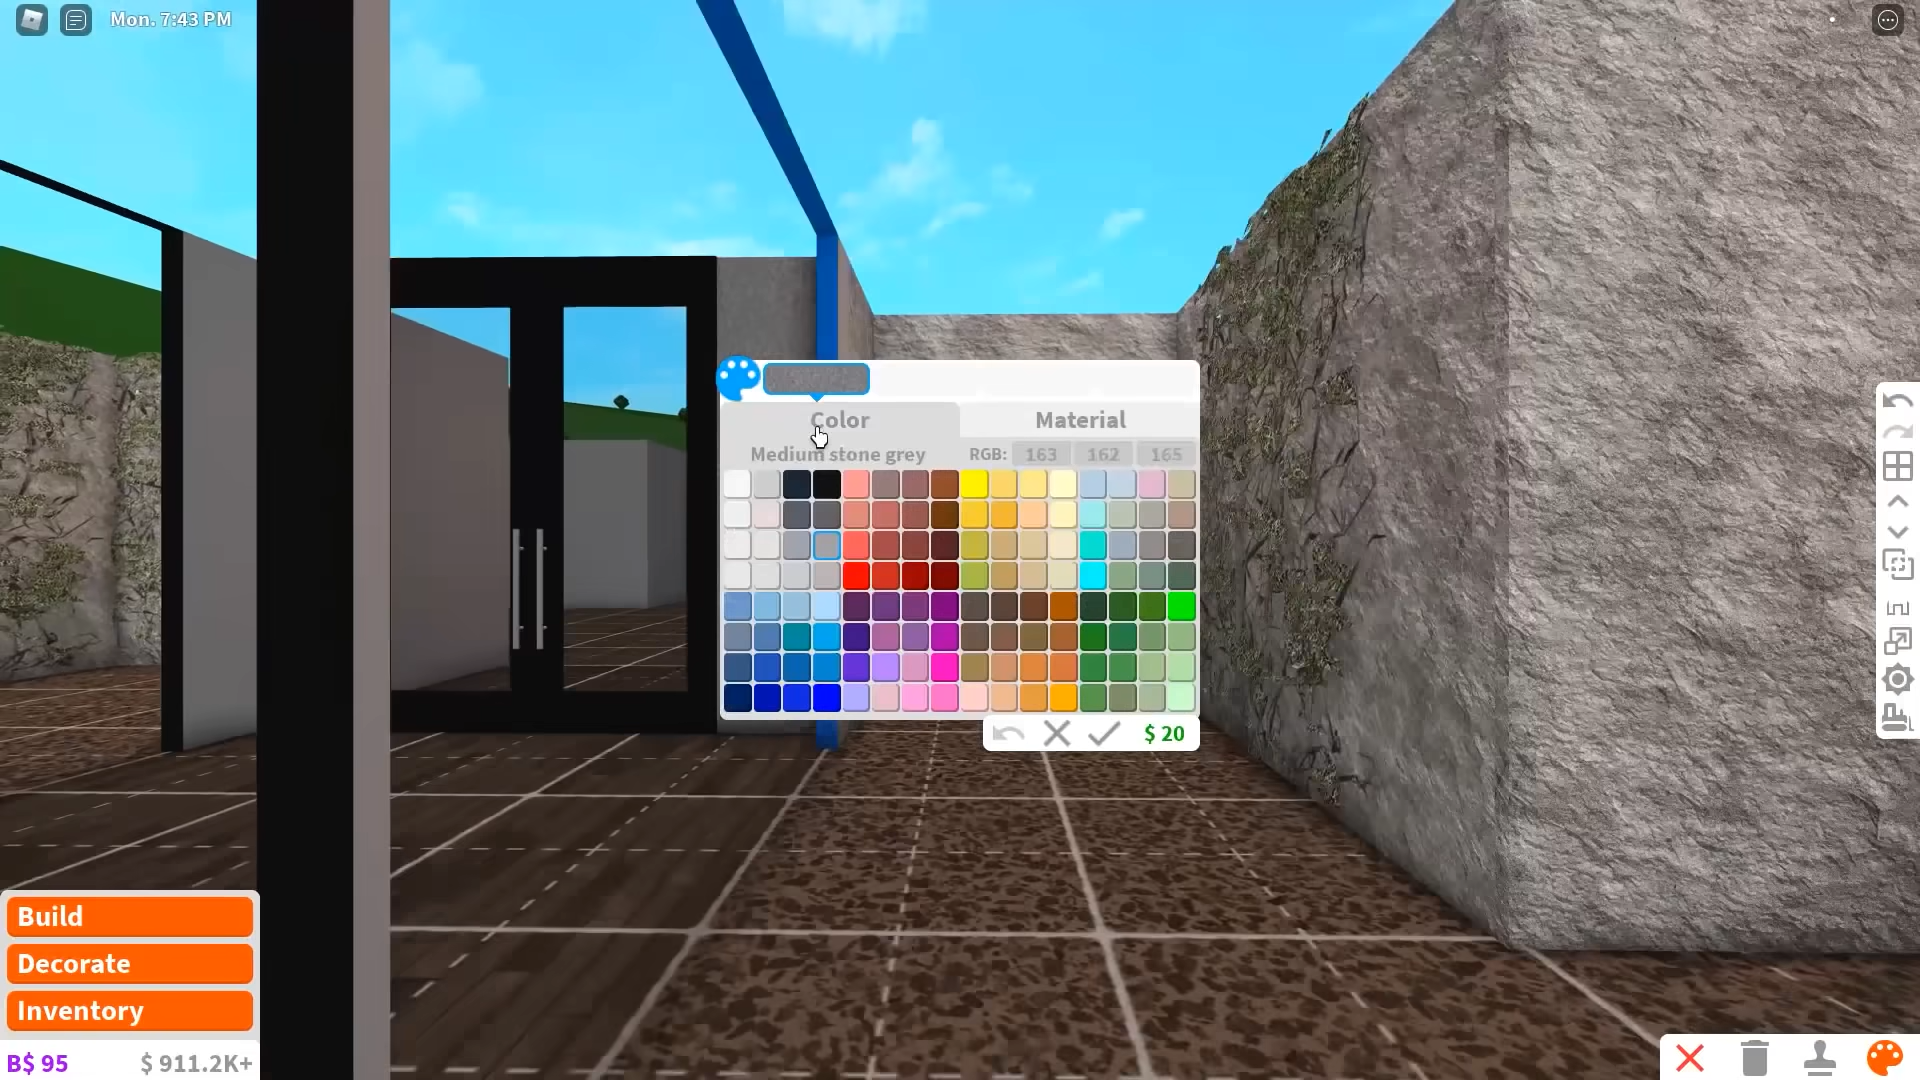 Mon. 7:43 PM
Color
Material
Medium stone grey
RGB: 163 162 165
$ 20
Build
Decorate
Inventory
B$ 95
$ 911.2K+